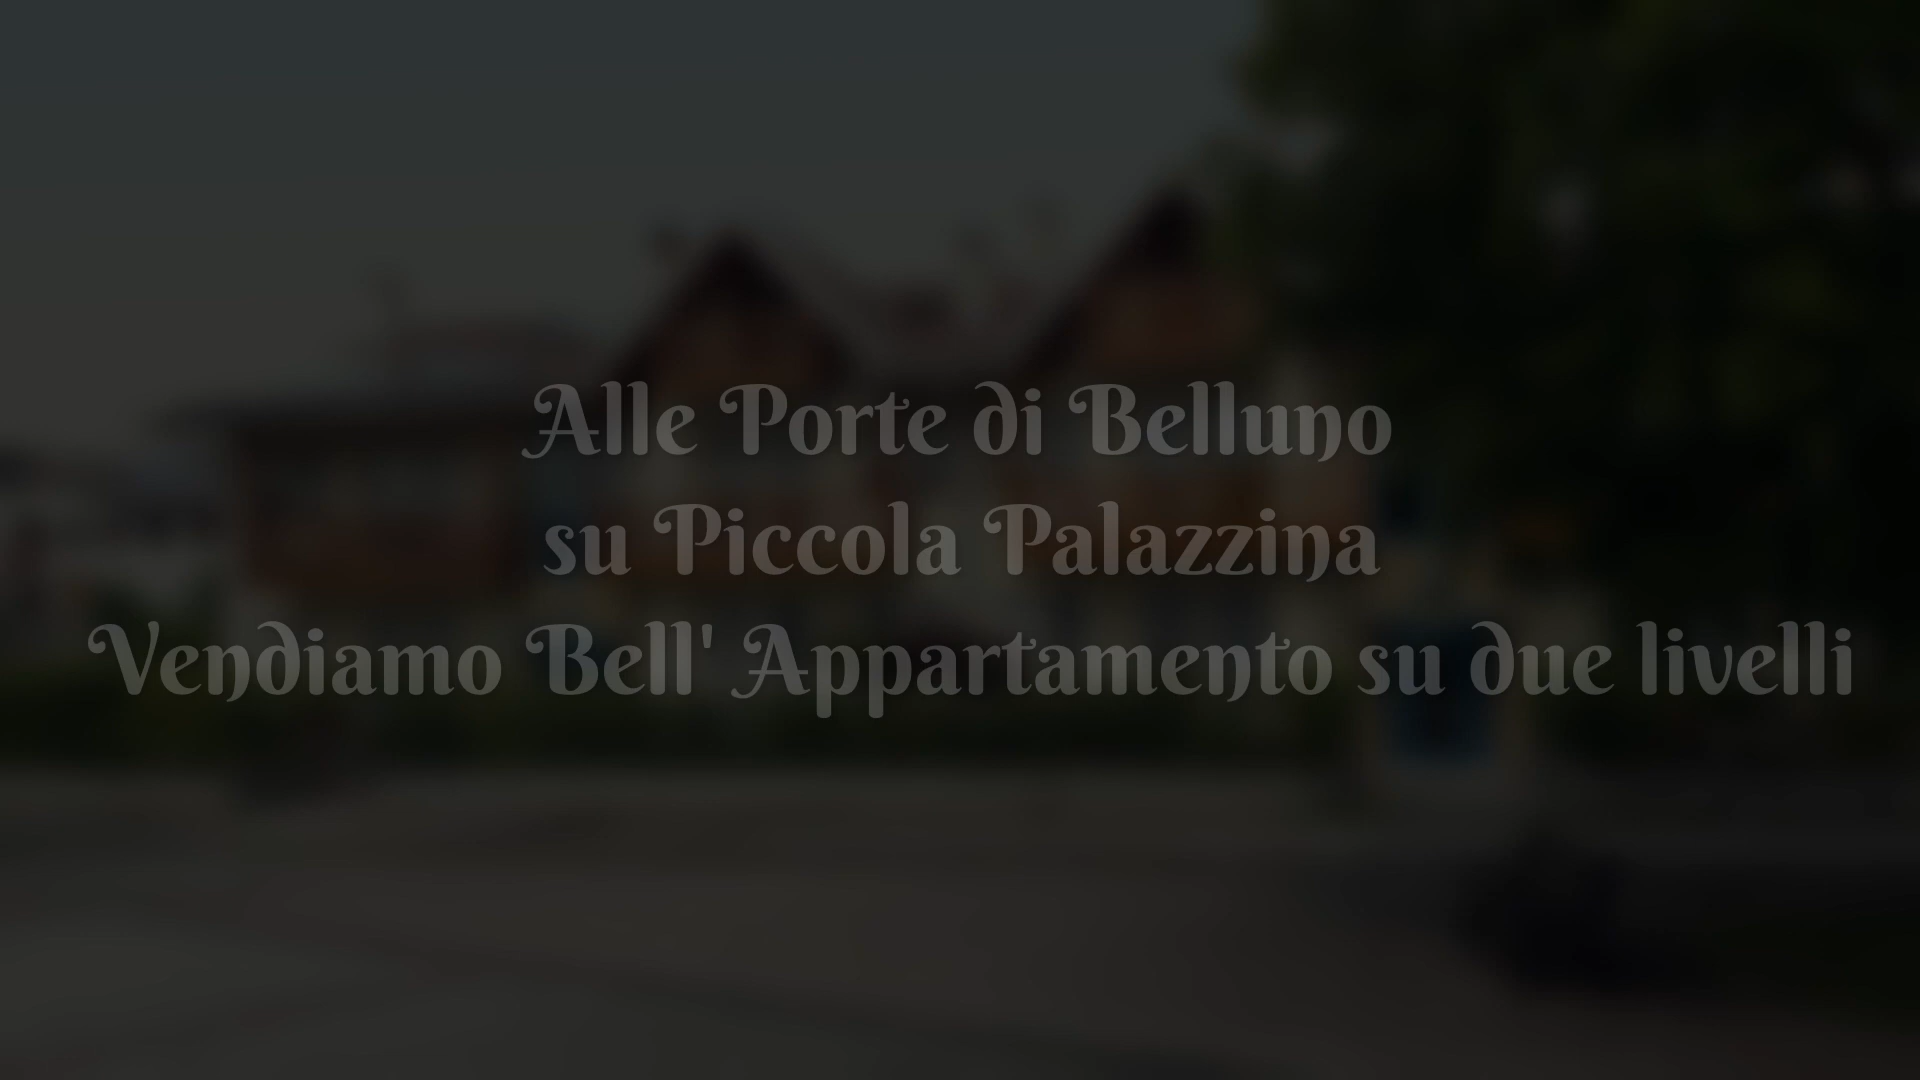 Alle Porte di Belluno
su Piccola Palazzina
Vendiamo Bell' Appartamento su due livelli